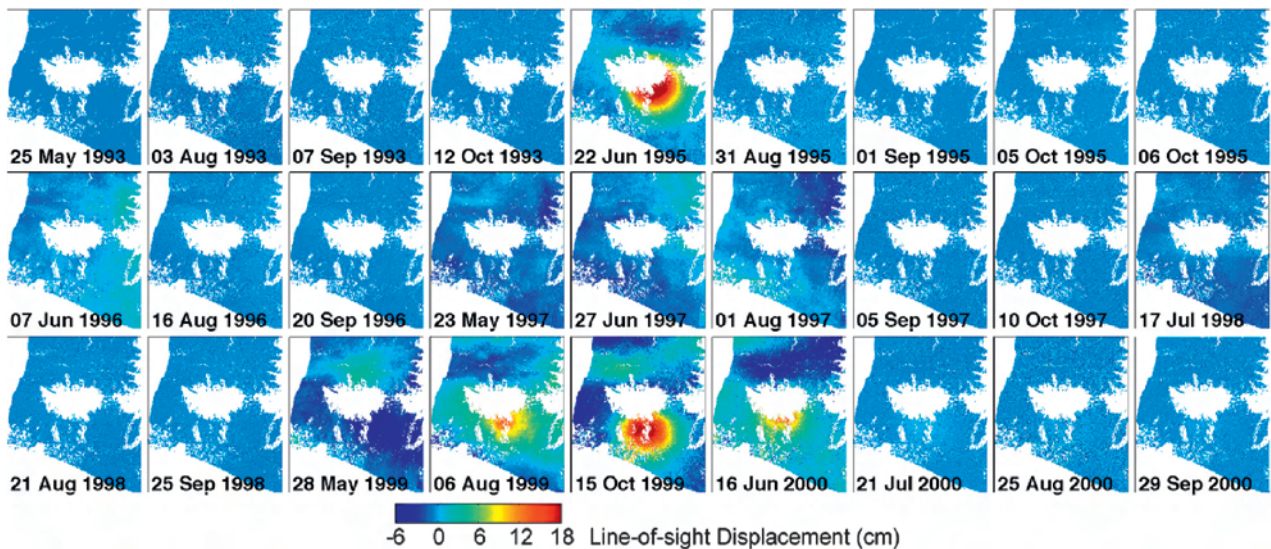 25 May 1993 03 Aug 1993 07 Sep 1993 12 Oct 1993 22 Jun 1995 31 Aug 1995 01 Sep 1995 05 Oct 1995 06 Oct 1995
07 Jun 1996 16 Aug 1996 20 Sep 1996 23 May 1997 27 Jun 1997 01 Aug 1997 05 Sep 1997 10 Oct 1997 17 Jul 1998
21 Aug 1998 25 Sep 1998 28 May 1999 06 Aug 1999 15 Oct 1999 16 Jun 2000 21 Jul 2000 25 Aug 2000 29 Sep 2000
-6 0 6 12 18 Line-of-sight Displacement (cm)